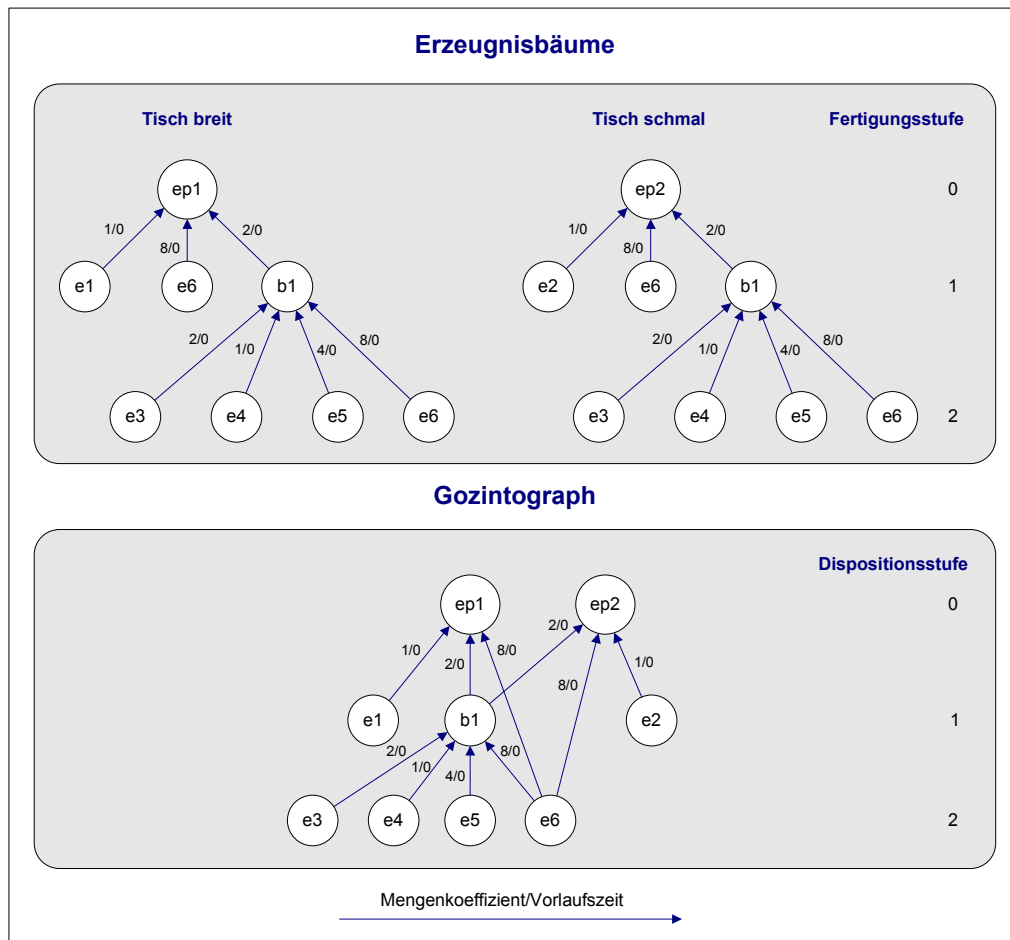 Erzeugnisbäume
Tisch breit
Tisch schmal
Fertigungsstufe
ep1
ep2
0
1/0
8/0
2/0
1/0
8/0
2/0
e1
e6
b1
e2
e6
b1
1
2/0
1/0
4/0
8/0
2/0
1/0
4/0
8/0
e3
e4
e5
e6
e3
e4
e5
e6
2
Gozintograph
Dispositionsstufe
ep1
ep2
0
1/0
2/0
8/0
2/0
8/0
1/0
e1
b1
e2
1
2/0
1/0
4/0
8/0
e3
e4
e5
e6
2
Mengenkoeffizient/Vorlaufszeit